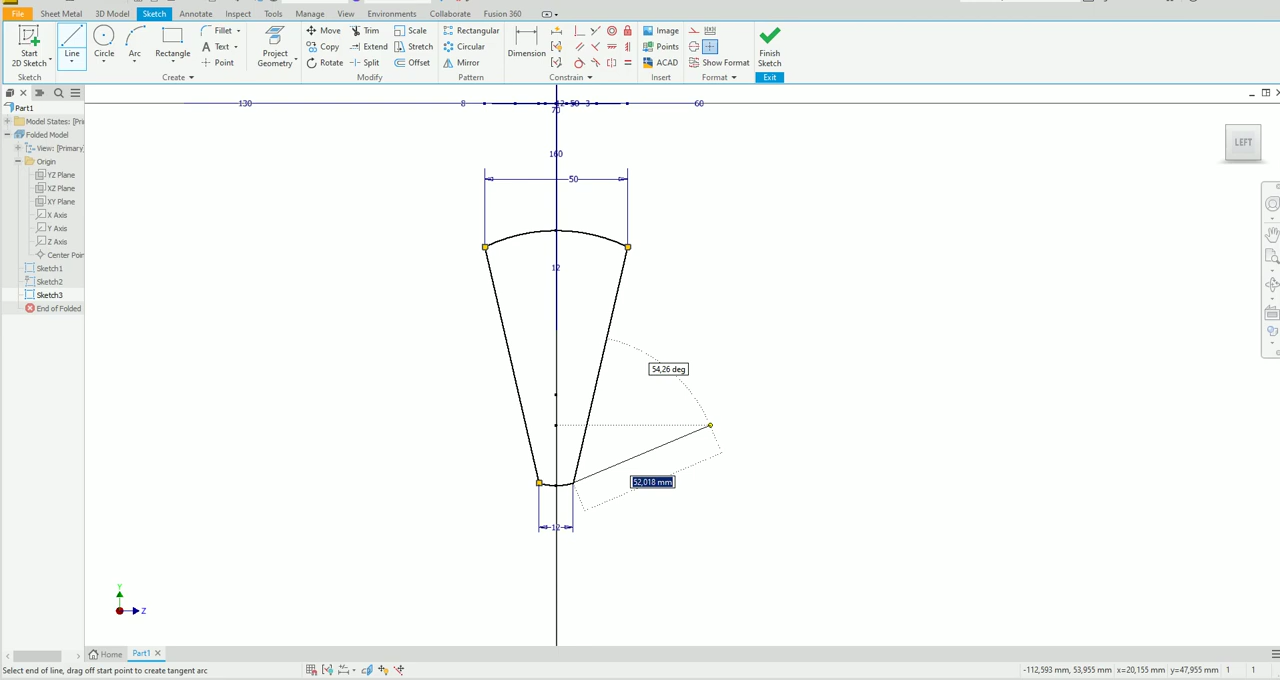 File Sheet Metal 3D Model Sketch Annotate Inspect Tools Manage View Environments Collaborate Fusion 360
Start
2D Sketch
Line
Circle
Arc
Rectangle
Fillet
Text
Point
Project
Geometry
Move
Copy
Rotate
Trim
Extend
Split
Scale
Stretch
Offset
Rectangular
Circular
Mirror
Dimension
Image
Points
ACAD
Show Format
Finish
Sketch
Sketch Create Modify Pattern Constrain Insert Format Exit
Part1
Model States: [Pri
Folded Model
View: [Primary]
Origin
YZ Plane
XZ Plane
XY Plane
X Axis
Y Axis
Z Axis
Center Poin
Sketch1
Sketch2
Sketch3
End of Folded
130
8
3
60
160
50
12
54,26 deg
52,018 mm
12
LEFT
Y
Z
Home Part1
Select end of line, drag off start point to create tangent arc
-112,593 mm, 53,955 mm x=20,155 mm y=47,955 mm 1 1